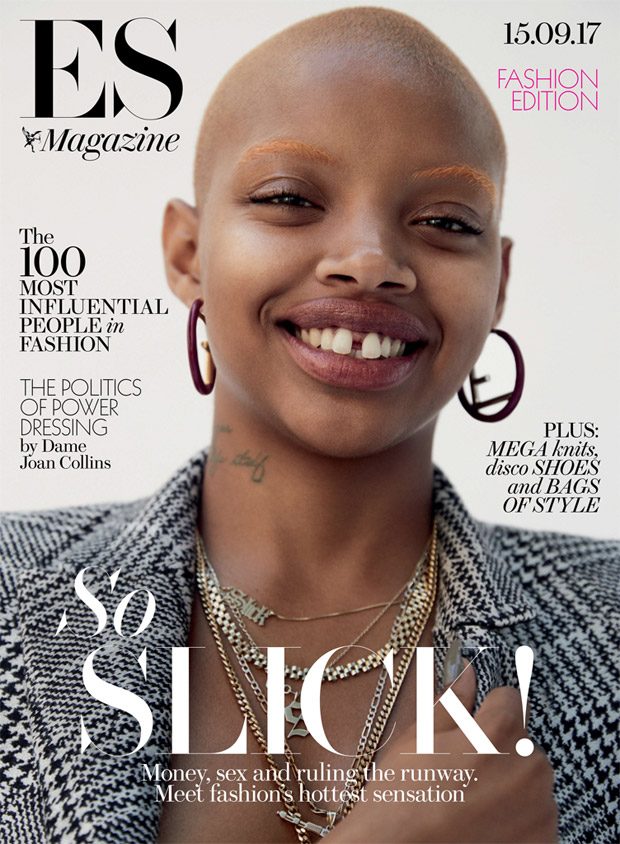 ES
Magazine
15.09.17
FASHION
EDITION
The
100
MOST
INFLUENTIAL
PEOPLE in
FASHION
THE POLITICS
OF POWER
DRESSING
by Dame
Joan Collins
PLUS:
MEGA knits,
disco SHOES
and BAGS
OF STYLE
So
SLICK!
Money, sex and ruling the runway.
Meet fashion's hottest sensation